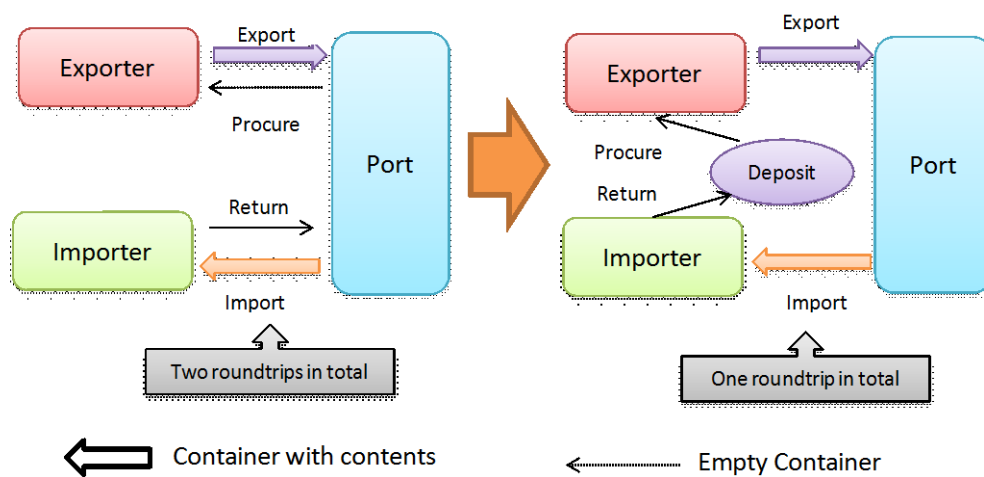 Export
Exporter
Procure
Port
Return
Importer
Import
Two roundtrips in total
Export
Exporter
Procure
Deposit
Port
Return
Importer
Import
One roundtrip in total
Container with contents
Empty Container